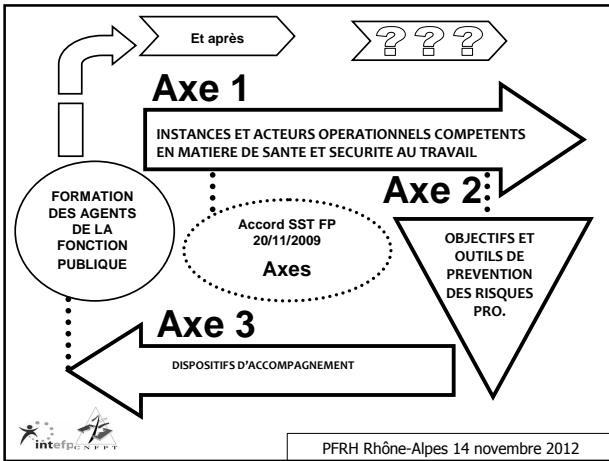 Et après
? ? ?
Axe 1
INSTANCES ET ACTEURS OPERATIONNELS COMPETENTS
EN MATIERE DE SANTE ET SECURITE AU TRAVAIL
Axe 2
FORMATION
DES AGENTS
DE LA
FONCTION
PUBLIQUE
Accord SST FP
20/11/2009
Axes
OBJECTIFS ET
OUTILS DE
PREVENTION
DES RISQUES
PRO.
Axe 3
DISPOSITIFS D'ACCOMPAGNEMENT
intefp
CNFPT
PFRH Rhône-Alpes 14 novembre 2012